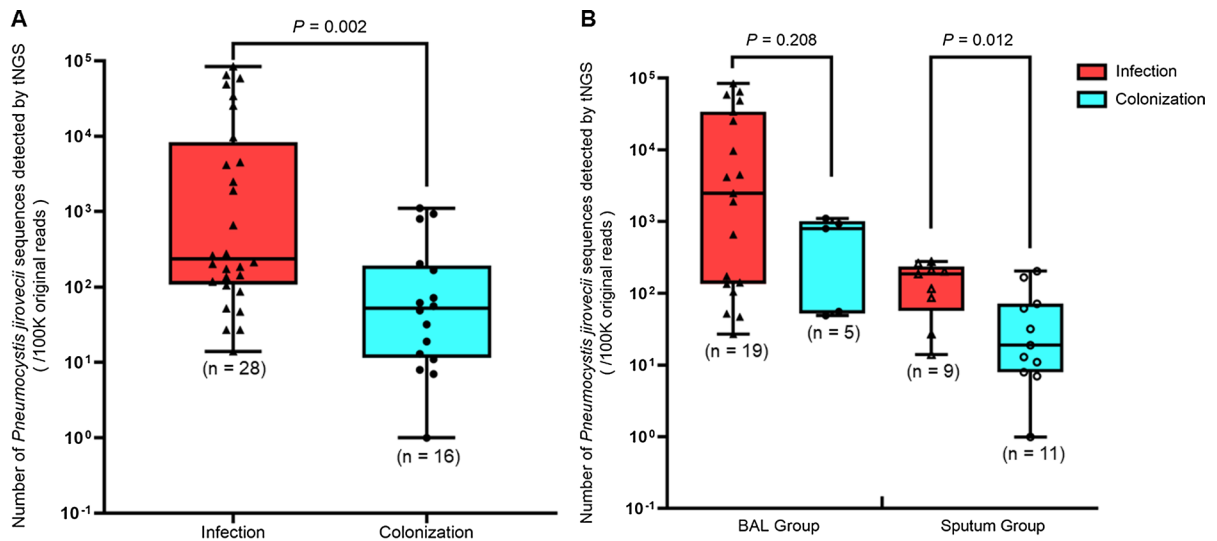 A
P = 0.002
Number of Pneumocystis jirovecii sequences detected by tNGS
( /100K original reads )
10^5
10^4
10^3
10^2
10^1
10^0
10^-1
(n = 28)
(n = 16)
Infection
Colonization
B
P = 0.208
P = 0.012
Number of Pneumocystis jirovecii sequences detected by tNGS
( /100K original reads )
10^5
10^4
10^3
10^2
10^1
10^0
10^-1
(n = 19)
(n = 5)
(n = 9)
(n = 11)
BAL Group
Sputum Group
Infection
Colonization